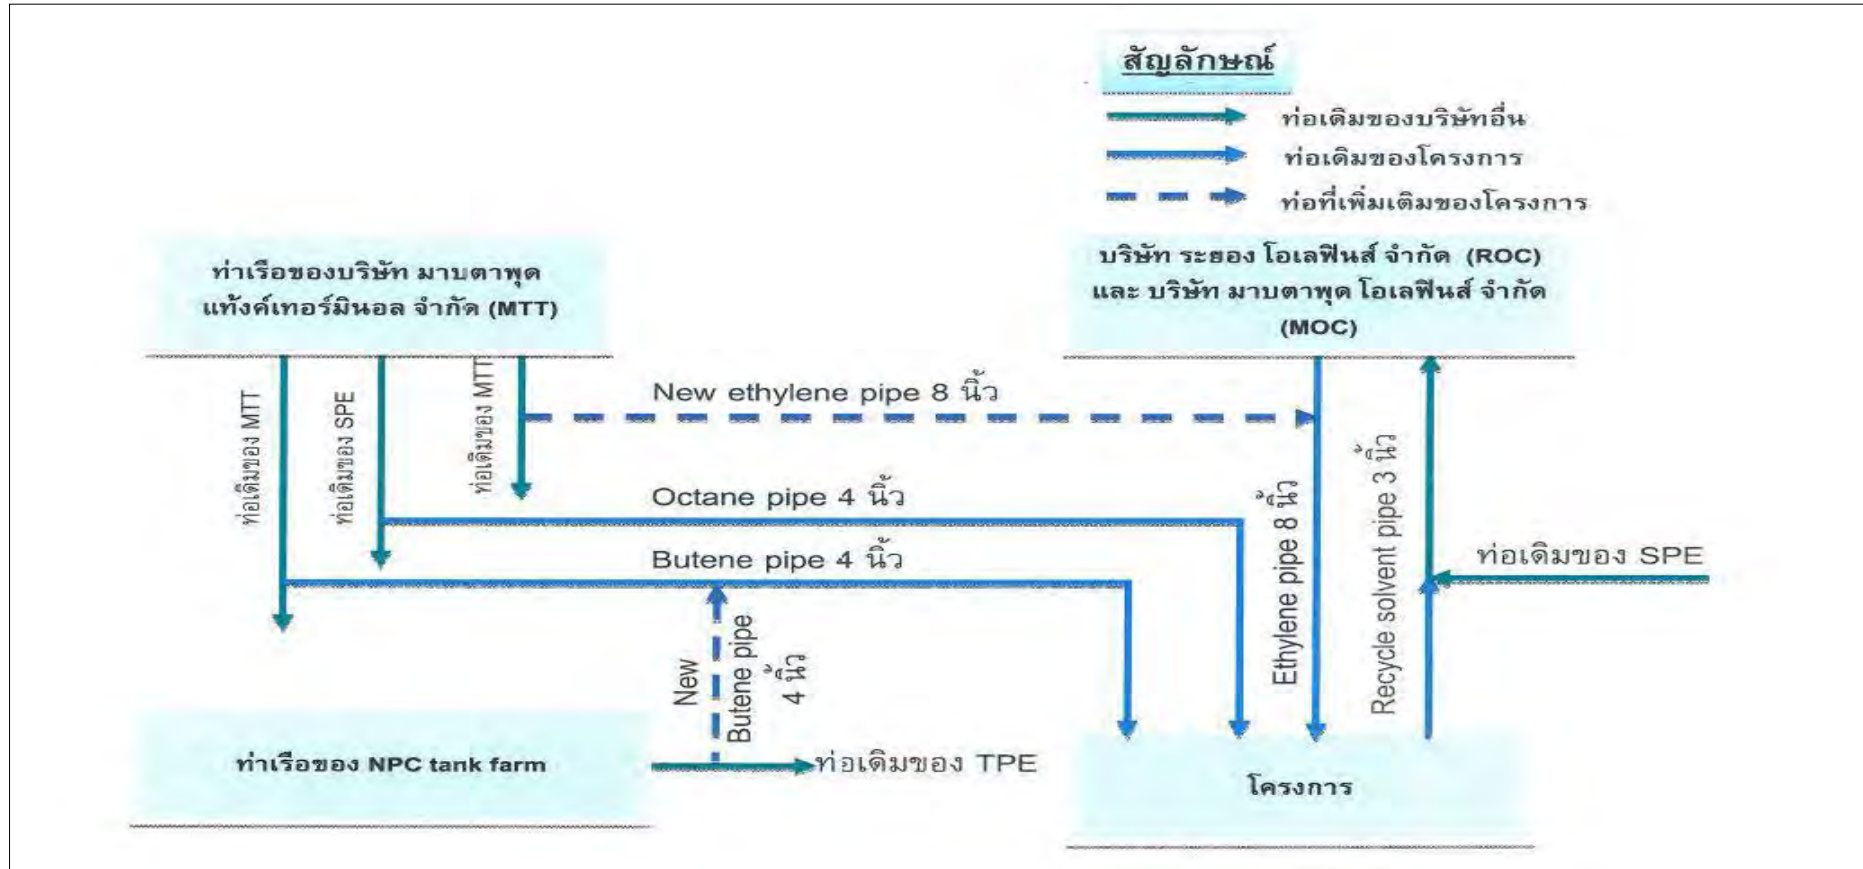 สัญลักษณ์
ท่อเดิมของบริษัทอื่น
ท่อเดิมของโครงการ
ท่อที่เพิ่มเติมของโครงการ
ท่าเรือของบริษัท มาบตาพุด
แท้งค์เทอร์มินอล จำกัด (MTT)
บริษัท ระยอง โอเลฟินส์ จำกัด (ROC)
และ บริษัท มาบตาพุด โอเลฟินส์ จำกัด
(MOC)
ท่อเดิมของ MTT
ท่อเดิมของ SPE
ท่อเดิมของ MTT
New ethylene pipe 8 นิ้ว
Octane pipe 4 นิ้ว
Butene pipe 4 นิ้ว
Ethylene pipe 8 นิ้ว
Recycle solvent pipe 3 นิ้ว
ท่อเดิมของ SPE
New
Butene pipe
4 นิ้ว
ท่าเรือของ NPC tank farm
ท่อเดิมของ TPE
โครงการ